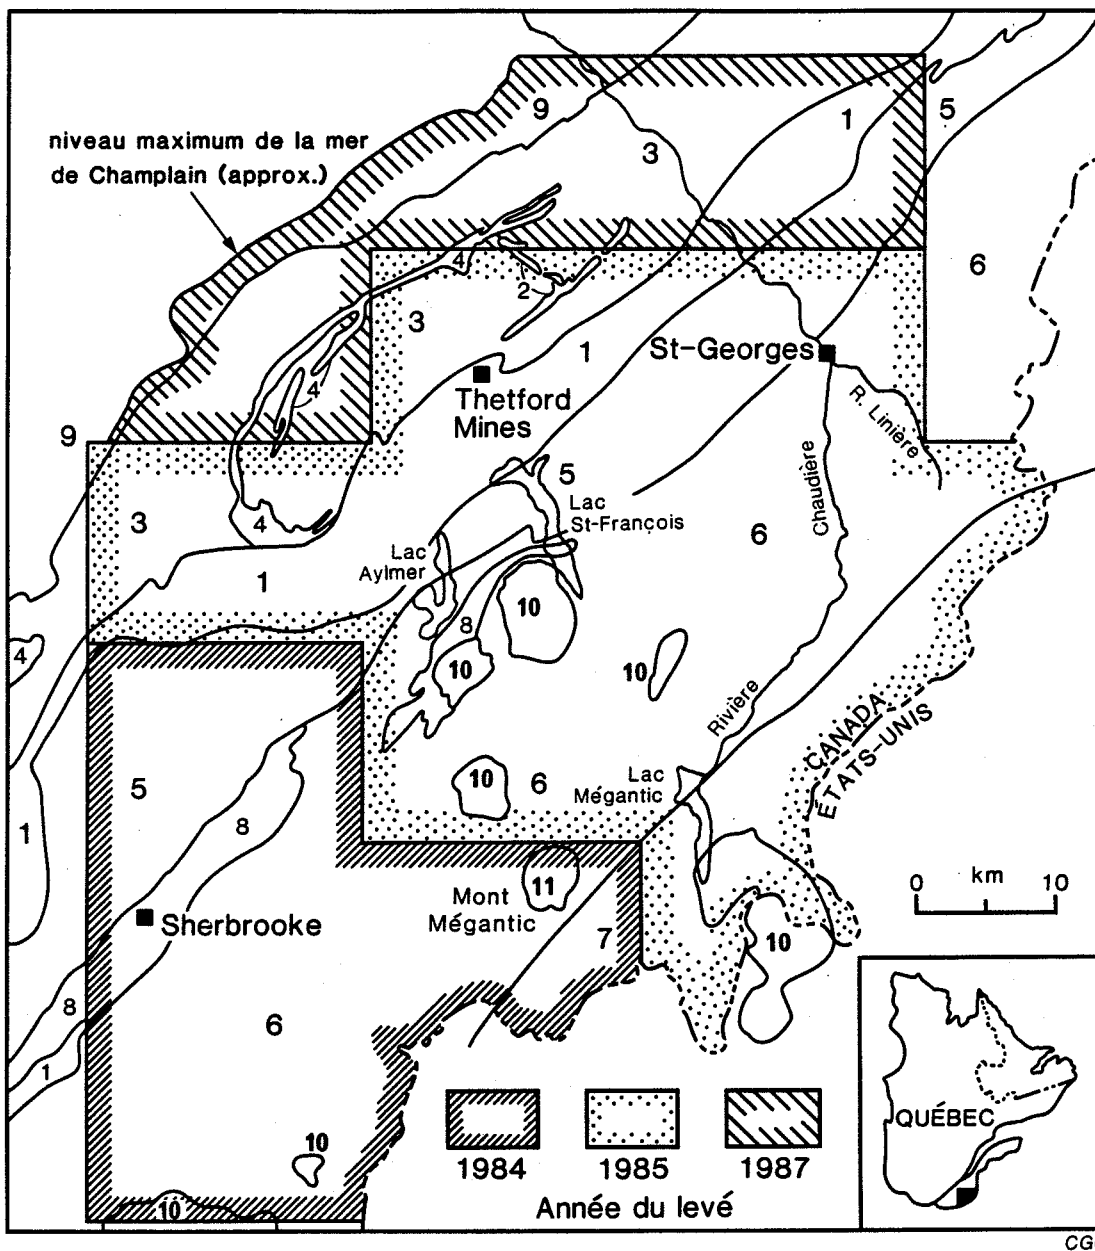 9
1
5
3
niveau maximum de la mer
de Champlain (approx.)
6
4
4
2
3
1
St-Georges
Thetford
Mines
4
R. Linière
9
5
Lac
St-François
Chaudière
3
4
6
Lac
Aylmer
1
10
8
4
10
10
Rivière
CANADA
ÉTATS-UNIS
5
10
6
Lac
Mégantic
8
1
0 km 10
11
Mont
Mégantic
Sherbrooke
7
10
8
6
1
QUÉBEC
10
1984 1985 1987
10
Année du levé
CG